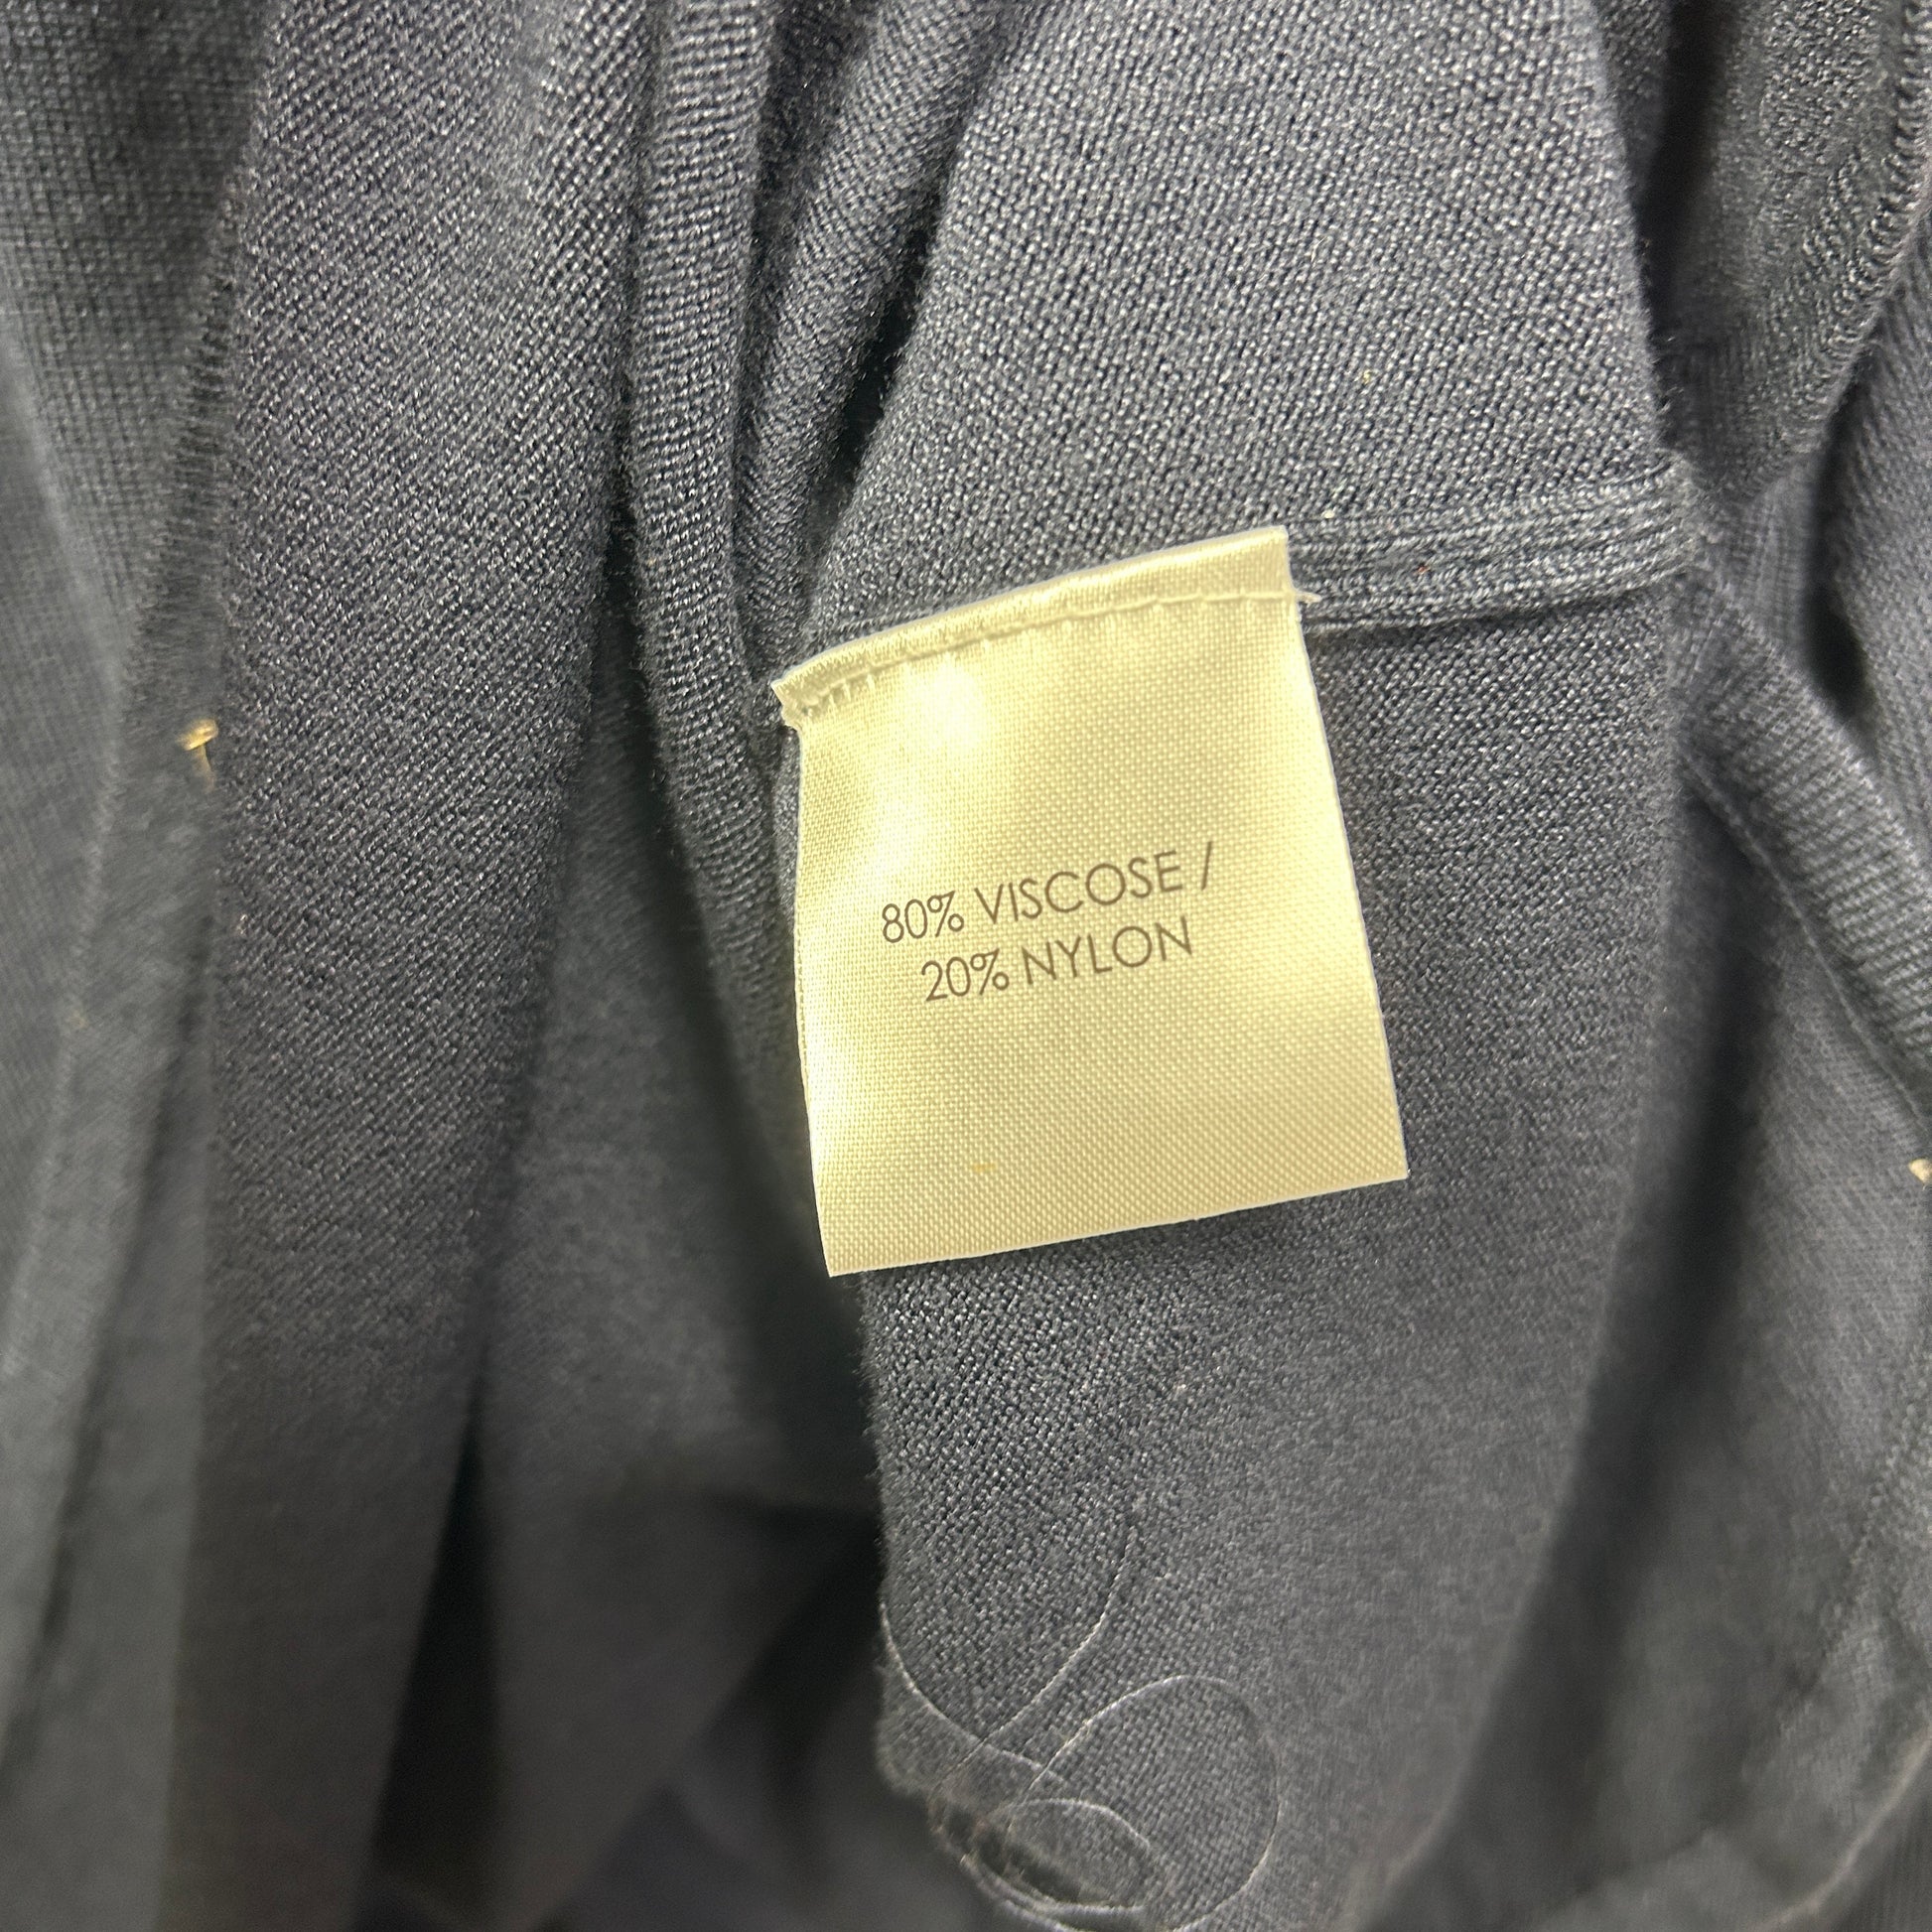 80% VISCOSE /
20% NYLON